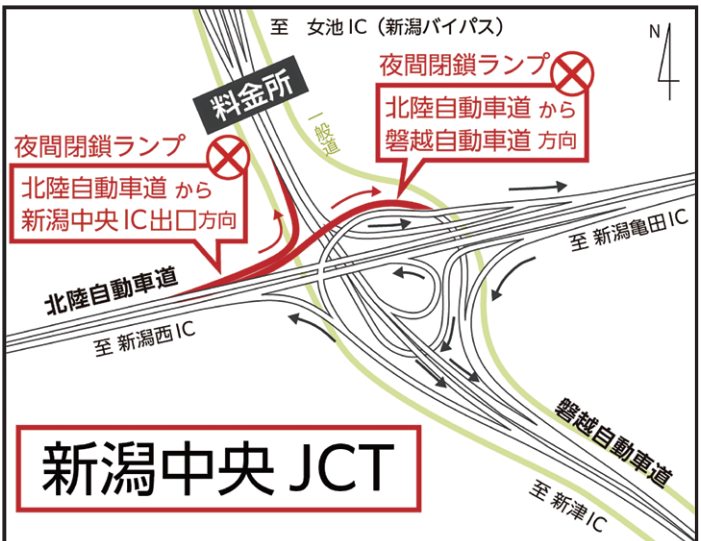 至 女池IC（新潟バイパス）
N
料金所
夜間閉鎖ランプ
北陸自動車道 から
磐越自動車道 方向
一般道
夜間閉鎖ランプ
北陸自動車道 から
新潟中央IC出口方向
至 新潟亀田IC
北陸自動車道
至 新潟西IC
磐越自動車道
新潟中央 JCT
至 新津IC